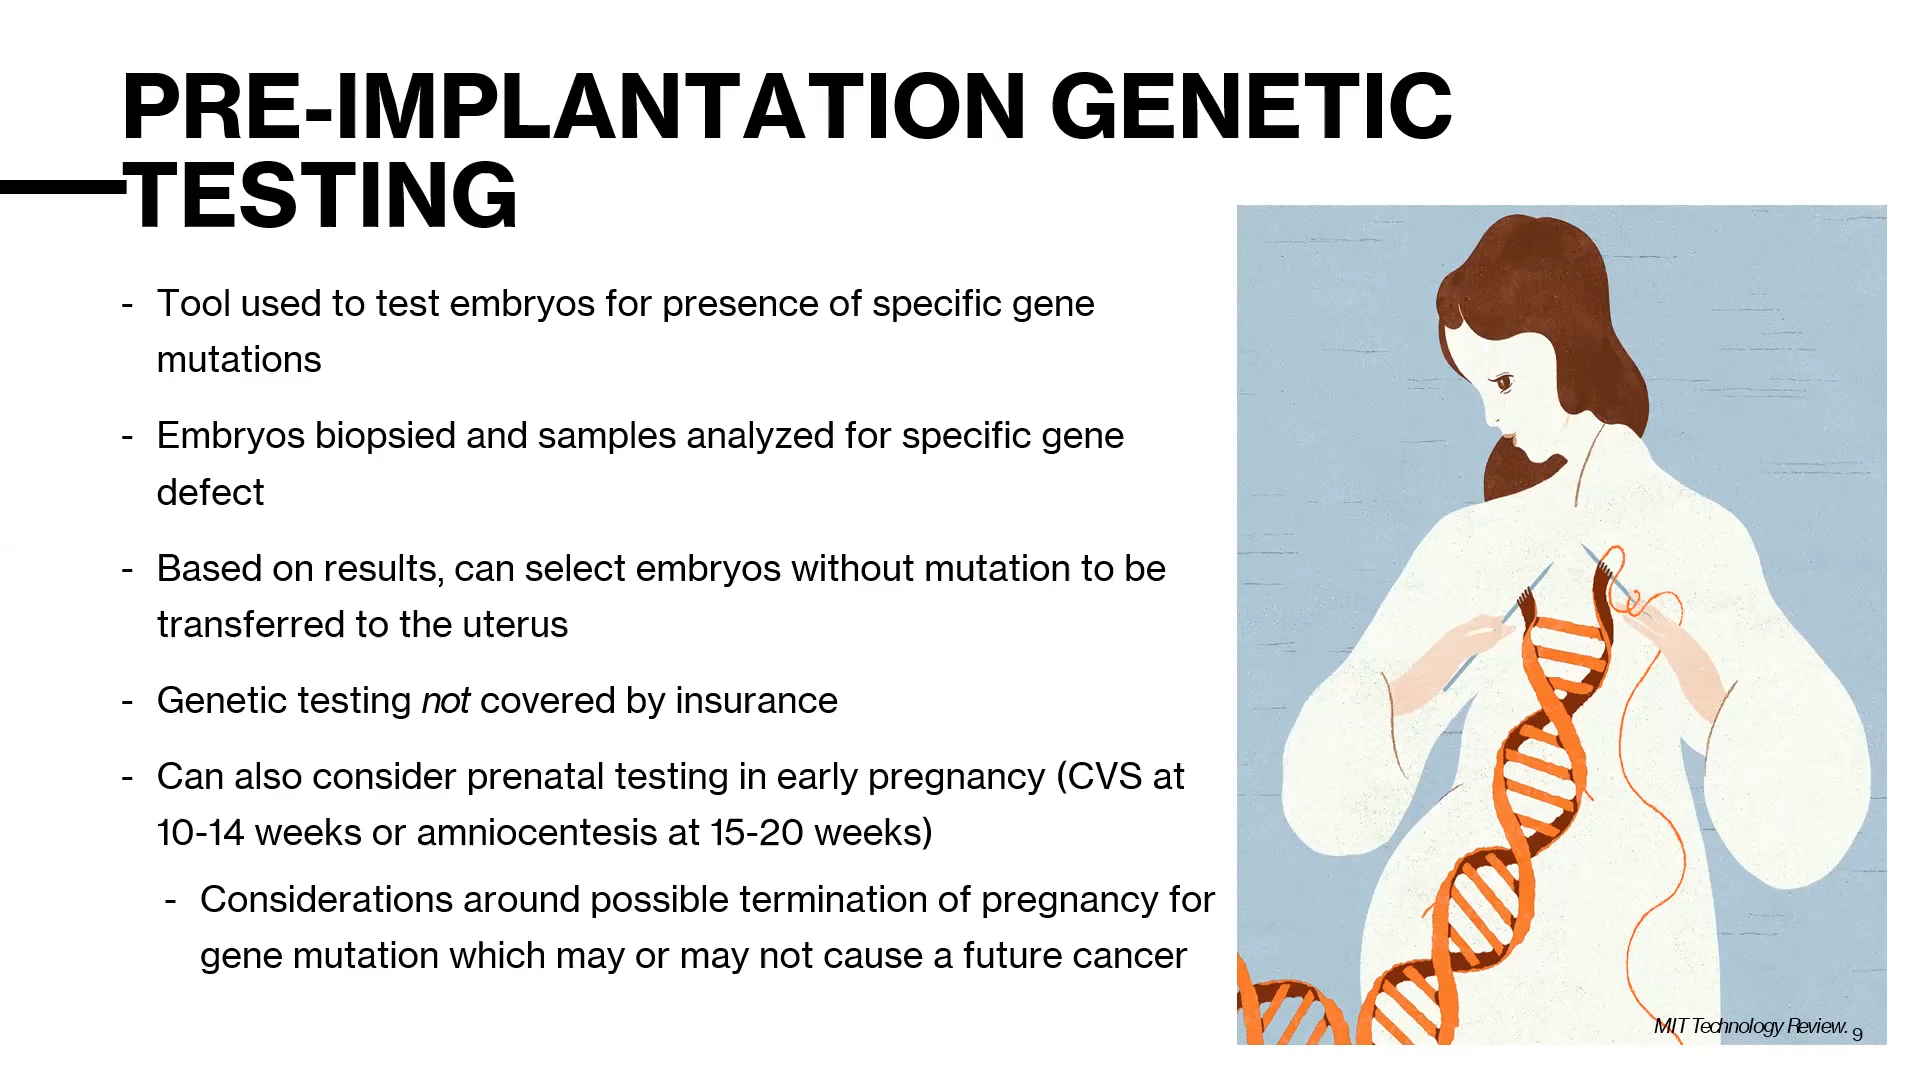 PRE-IMPLANTATION GENETIC
TESTING
- Tool used to test embryos for presence of specific gene
mutations
- Embryos biopsied and samples analyzed for specific gene
defect
- Based on results, can select embryos without mutation to be
transferred to the uterus
- Genetic testing not covered by insurance
- Can also consider prenatal testing in early pregnancy (CVS at
10-14 weeks or amniocentesis at 15-20 weeks)
- Considerations around possible termination of pregnancy for
gene mutation which may or may not cause a future cancer
MIT Technology Review. 9